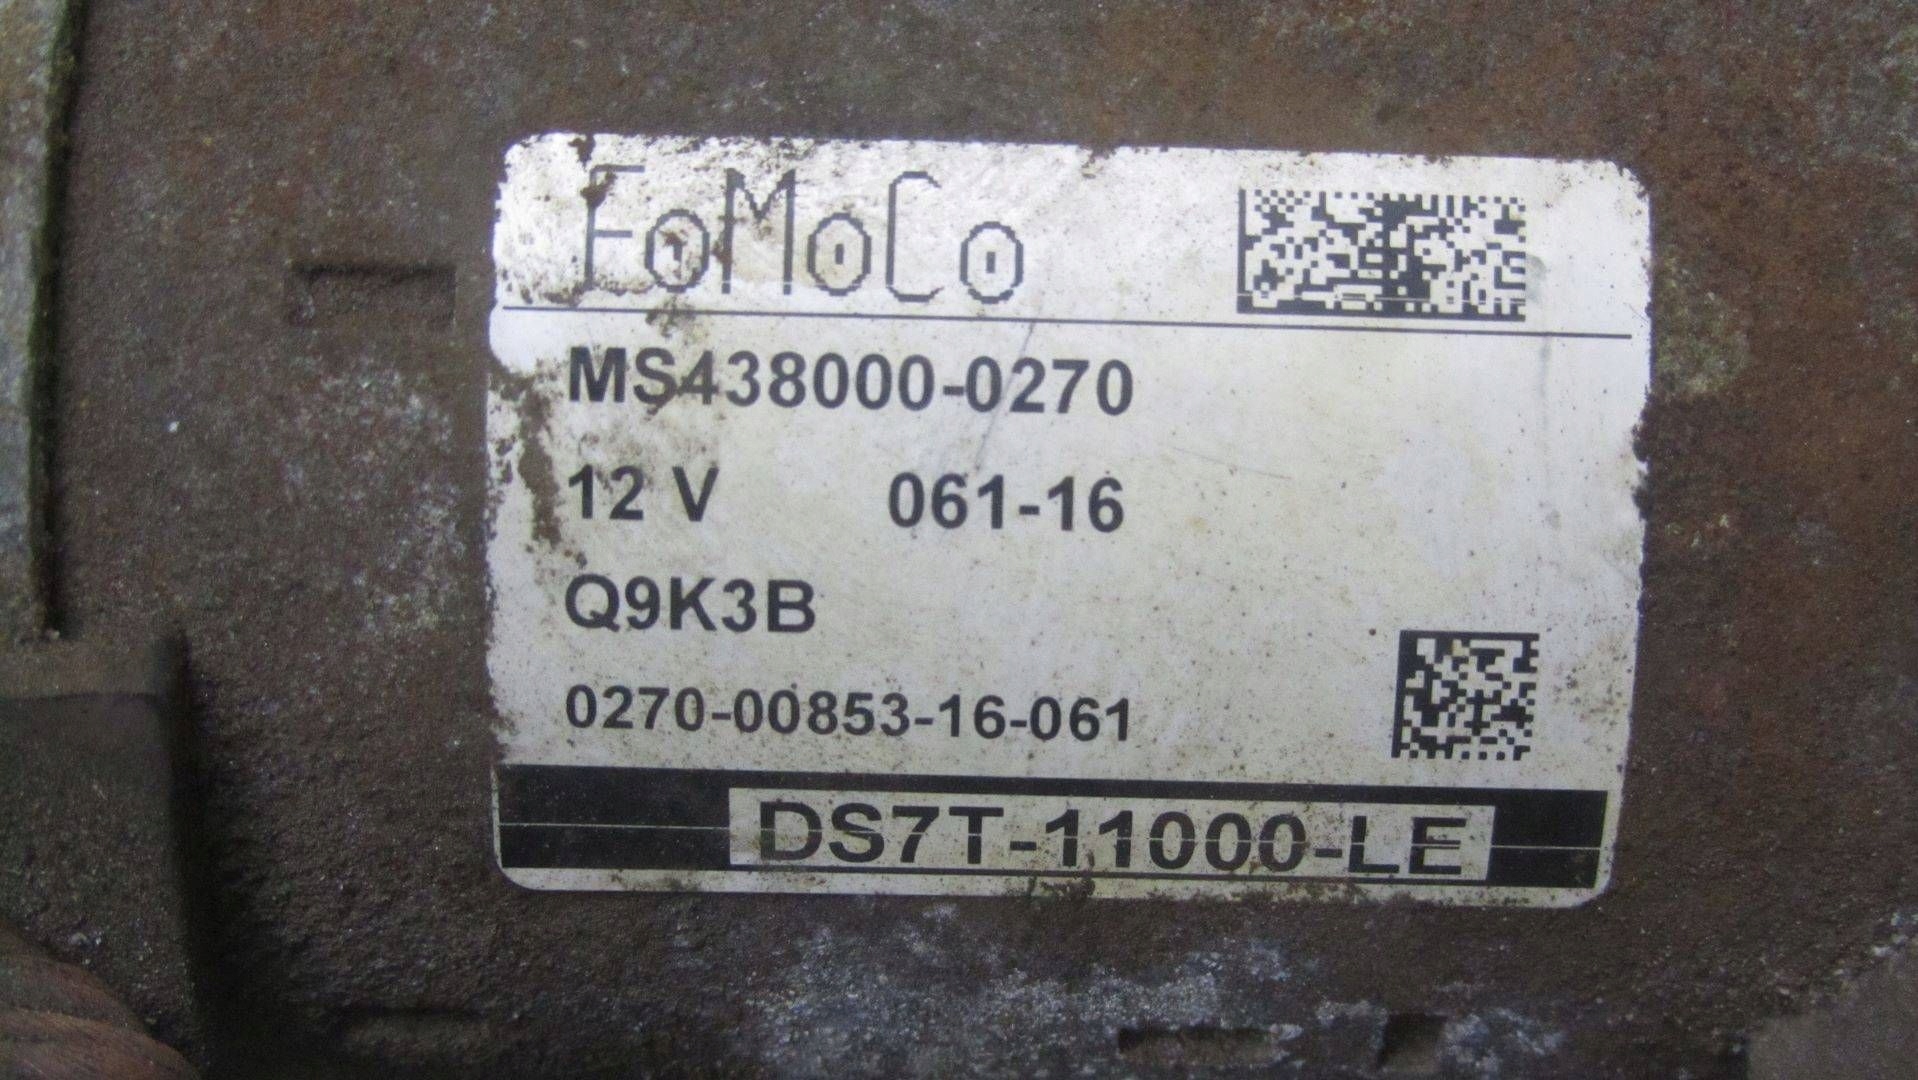 FoMoCo
MS438000-0270
12 V 061-16
Q9K3B
0270-00853-16-061
DS7T-11000-LE